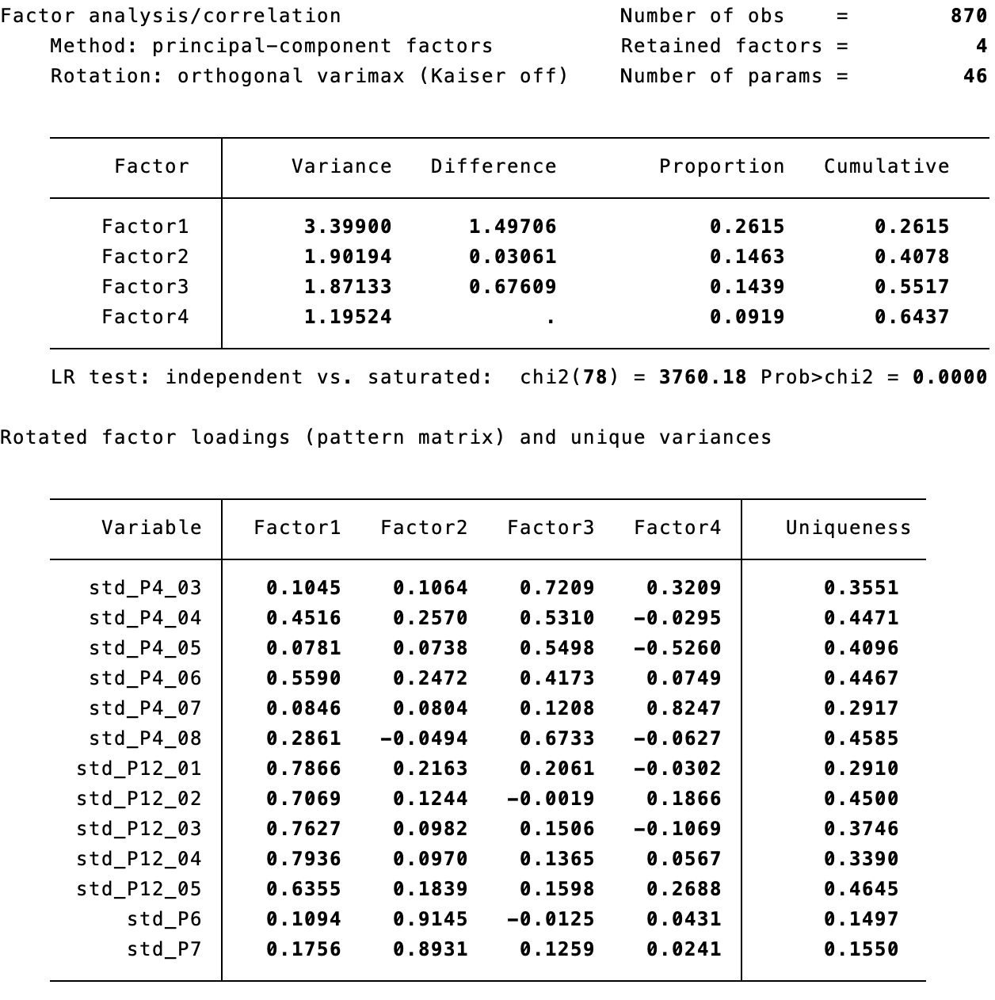 Factor analysis/correlation Number of obs = 870
Method: principal-component factors Retained factors = 4
Rotation: orthogonal varimax (Kaiser off) Number of params = 46
Factor Variance Difference Proportion Cumulative
Factor1 3.39900 1.49706 0.2615 0.2615
Factor2 1.90194 0.03061 0.1463 0.4078
Factor3 1.87133 0.67609 0.1439 0.5517
Factor4 1.19524 . 0.0919 0.6437
LR test: independent vs. saturated: chi2(78) = 3760.18 Prob>chi2 = 0.0000
Rotated factor loadings (pattern matrix) and unique variances
Variable Factor1 Factor2 Factor3 Factor4 Uniqueness
std_P4_03 0.1045 0.1064 0.7209 0.3209 0.3551
std_P4_04 0.4516 0.2570 0.5310 -0.0295 0.4471
std_P4_05 0.0781 0.0738 0.5498 -0.5260 0.4096
std_P4_06 0.5590 0.2472 0.4173 0.0749 0.4467
std_P4_07 0.0846 0.0804 0.1208 0.8247 0.2917
std_P4_08 0.2861 -0.0494 0.6733 -0.0627 0.4585
std_P12_01 0.7866 0.2163 0.2061 -0.0302 0.2910
std_P12_02 0.7069 0.1244 -0.0019 0.1866 0.4500
std_P12_03 0.7627 0.0982 0.1506 -0.1069 0.3746
std_P12_04 0.7936 0.0970 0.1365 0.0567 0.3390
std_P12_05 0.6355 0.1839 0.1598 0.2688 0.4645
std_P6 0.1094 0.9145 -0.0125 0.0431 0.1497
std_P7 0.1756 0.8931 0.1259 0.0241 0.1550